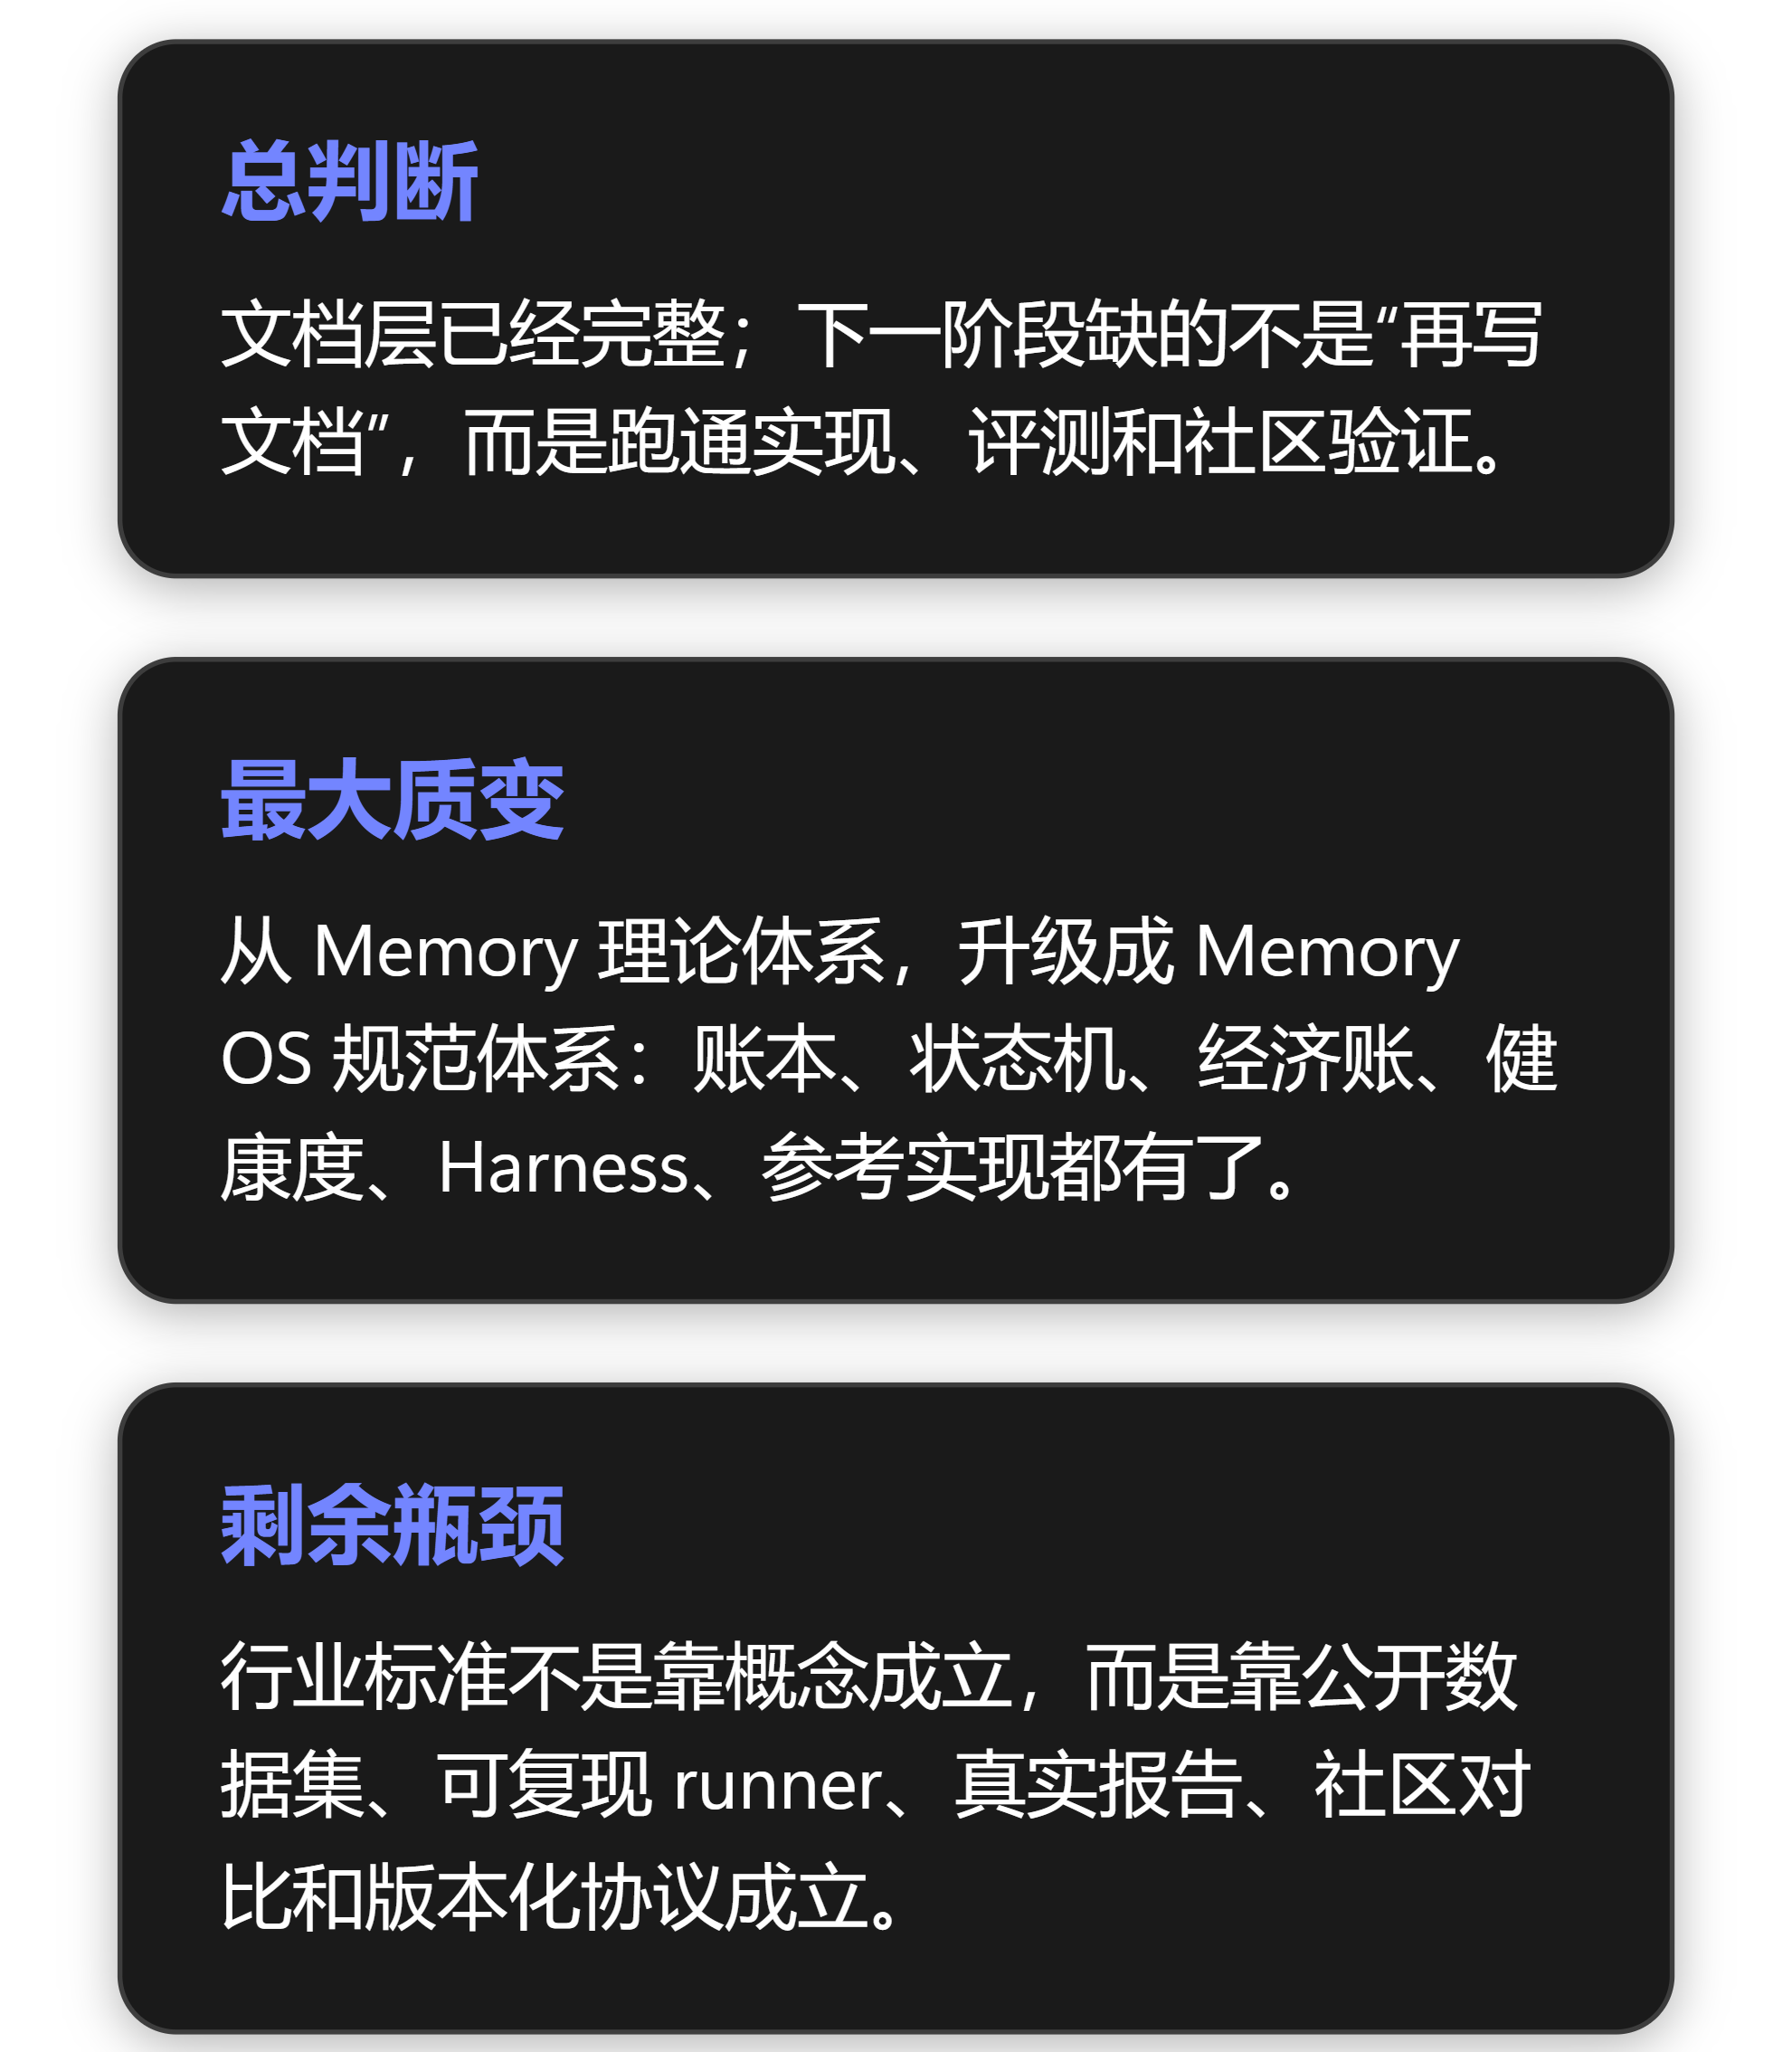 总判断
文档层已经完整；下一阶段缺的不是“再写
文档”，而是跑通实现、评测和社区验证。
最大质变
从 Memory 理论体系，升级成 Memory
OS 规范体系：账本、状态机、经济账、健
康度、Harness、参考实现都有了。
剩余瓶颈
行业标准不是靠概念成立，而是靠公开数
据集、可复现 runner、真实报告、社区对
比和版本化协议成立。